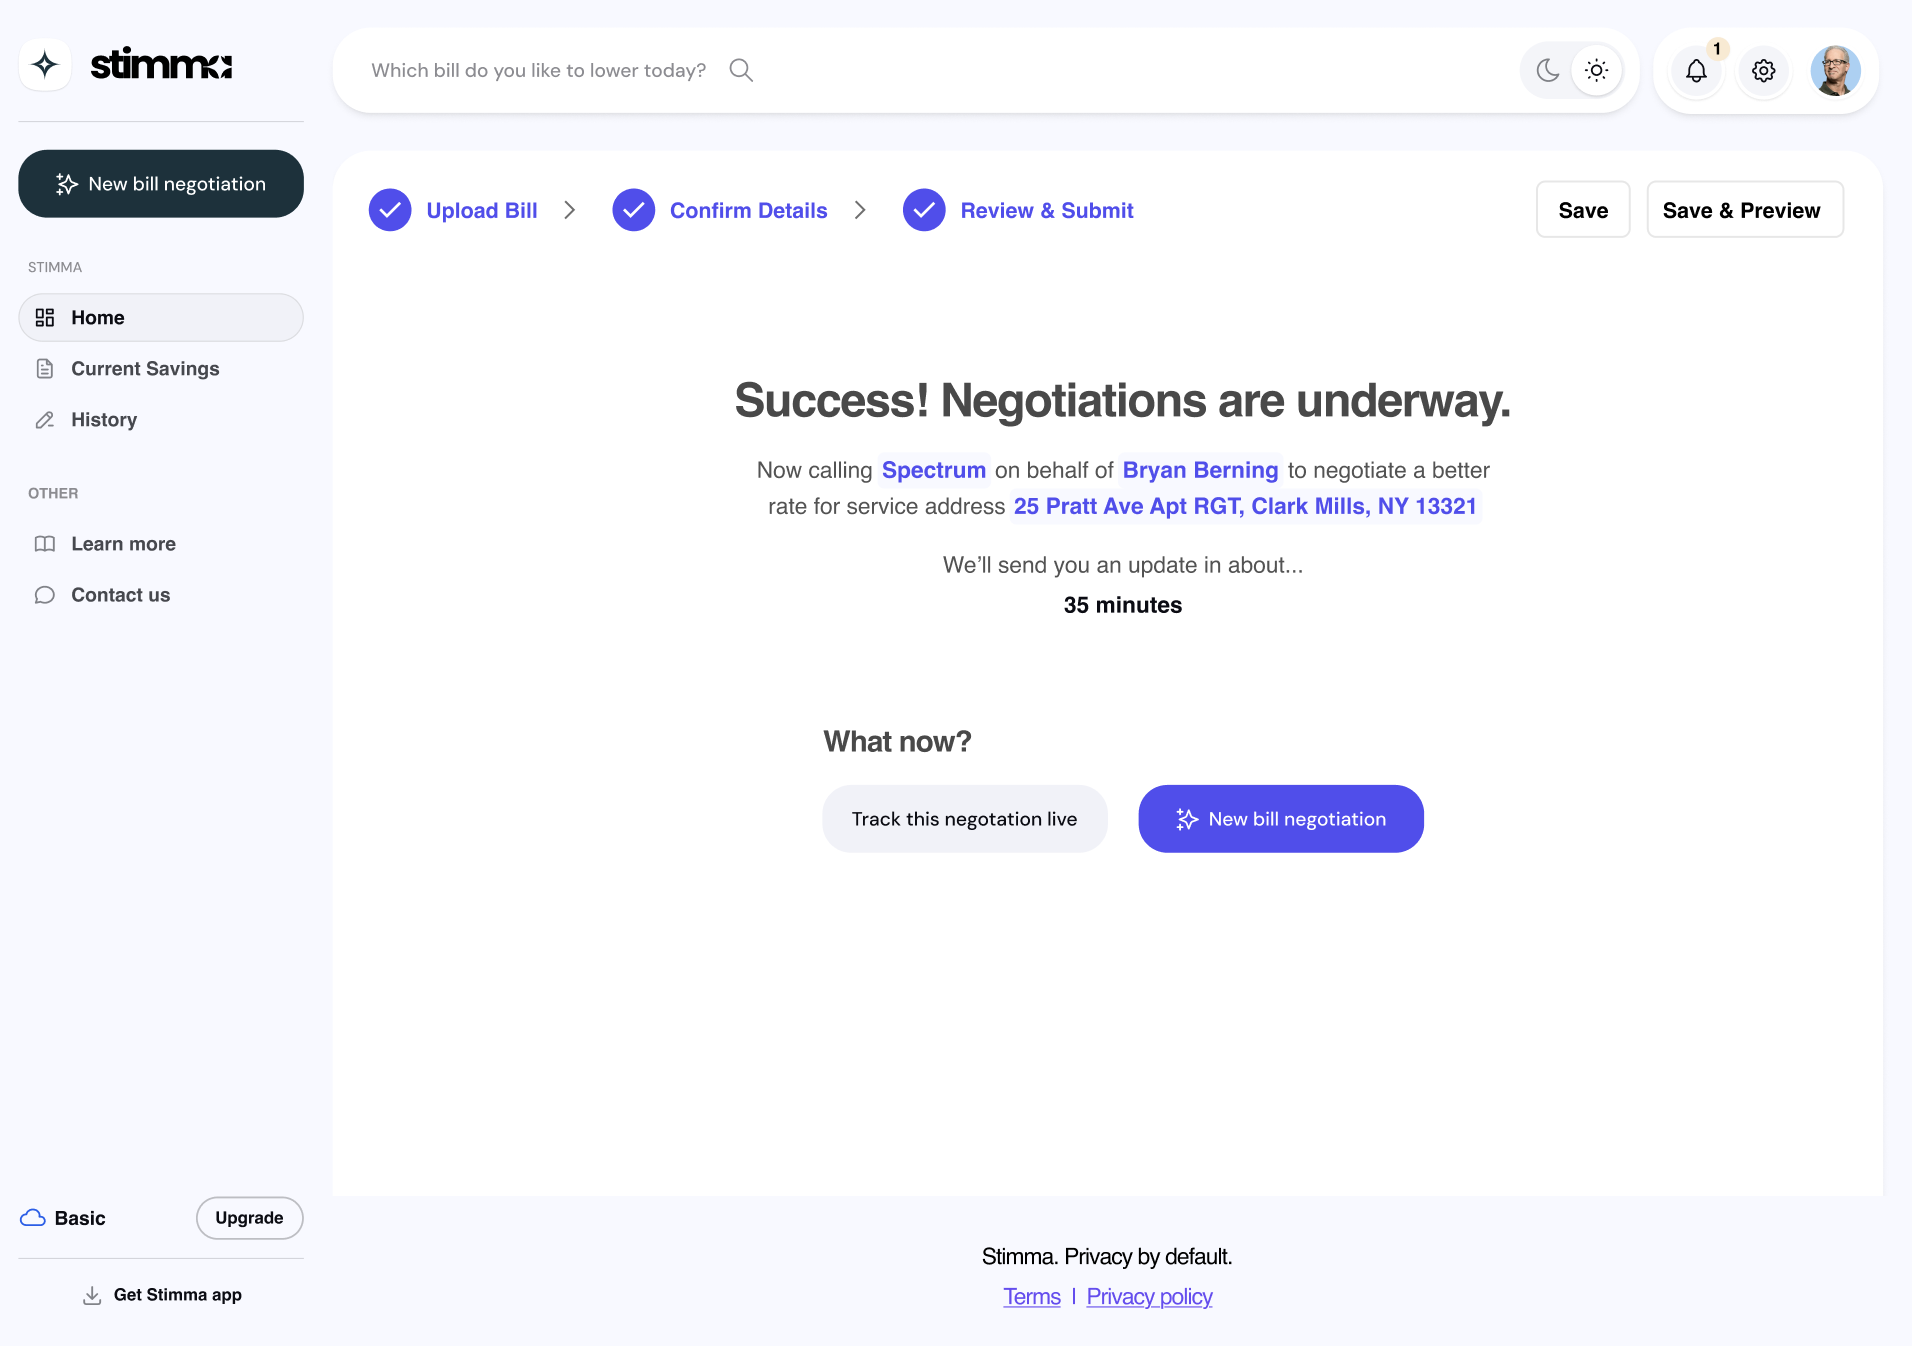 stimma
Which bill do you like to lower today?
1
New bill negotiation
STIMMA
Home
Current Savings
History
OTHER
Learn more
Contact us
Basic
Upgrade
Get Stimma app
Upload Bill
Confirm Details
Review & Submit
Save
Save & Preview
Success! Negotiations are underway.
Now calling Spectrum on behalf of Bryan Berning to negotiate a better
rate for service address 25 Pratt Ave Apt RGT, Clark Mills, NY 13321
We’ll send you an update in about...
35 minutes
What now?
Track this negotation live
New bill negotiation
Stimma. Privacy by default.
Terms | Privacy policy